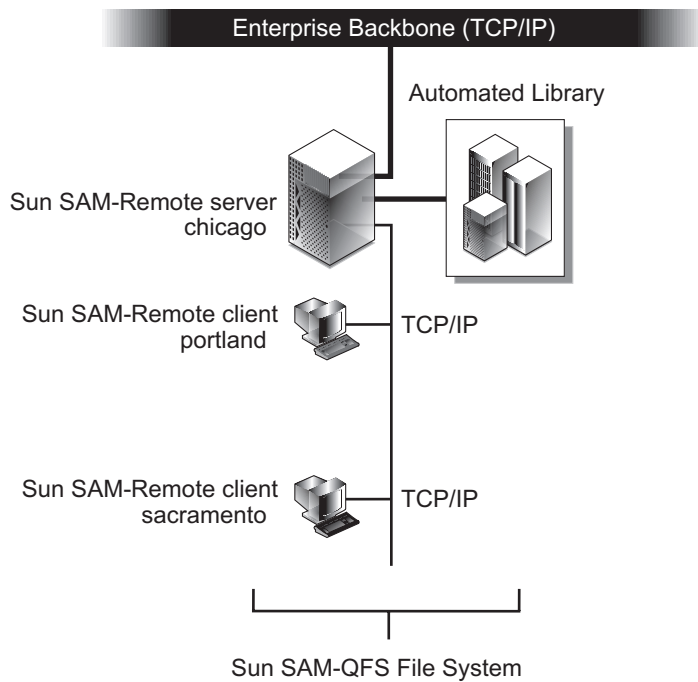 Enterprise Backbone (TCP/IP)
Automated Library
Sun SAM-Remote server
chicago
Sun SAM-Remote client
portland
TCP/IP
Sun SAM-Remote client
sacramento
TCP/IP
Sun SAM-QFS File System